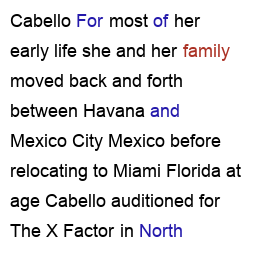 Cabello For most of her
early life she and her family
moved back and forth
between Havana and
Mexico City Mexico before
relocating to Miami Florida at
age Cabello auditioned for
The X Factor in North